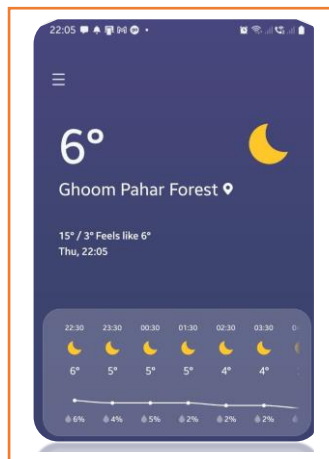 22:05
6°
Ghoom Pahar Forest
15° / 3° Feels like 6°
Thu, 22:05
22:30 23:30 00:30 01:30 02:30 03:30
6° 5° 5° 5° 4° 4°
6% 4% 5% 2% 2% 2%